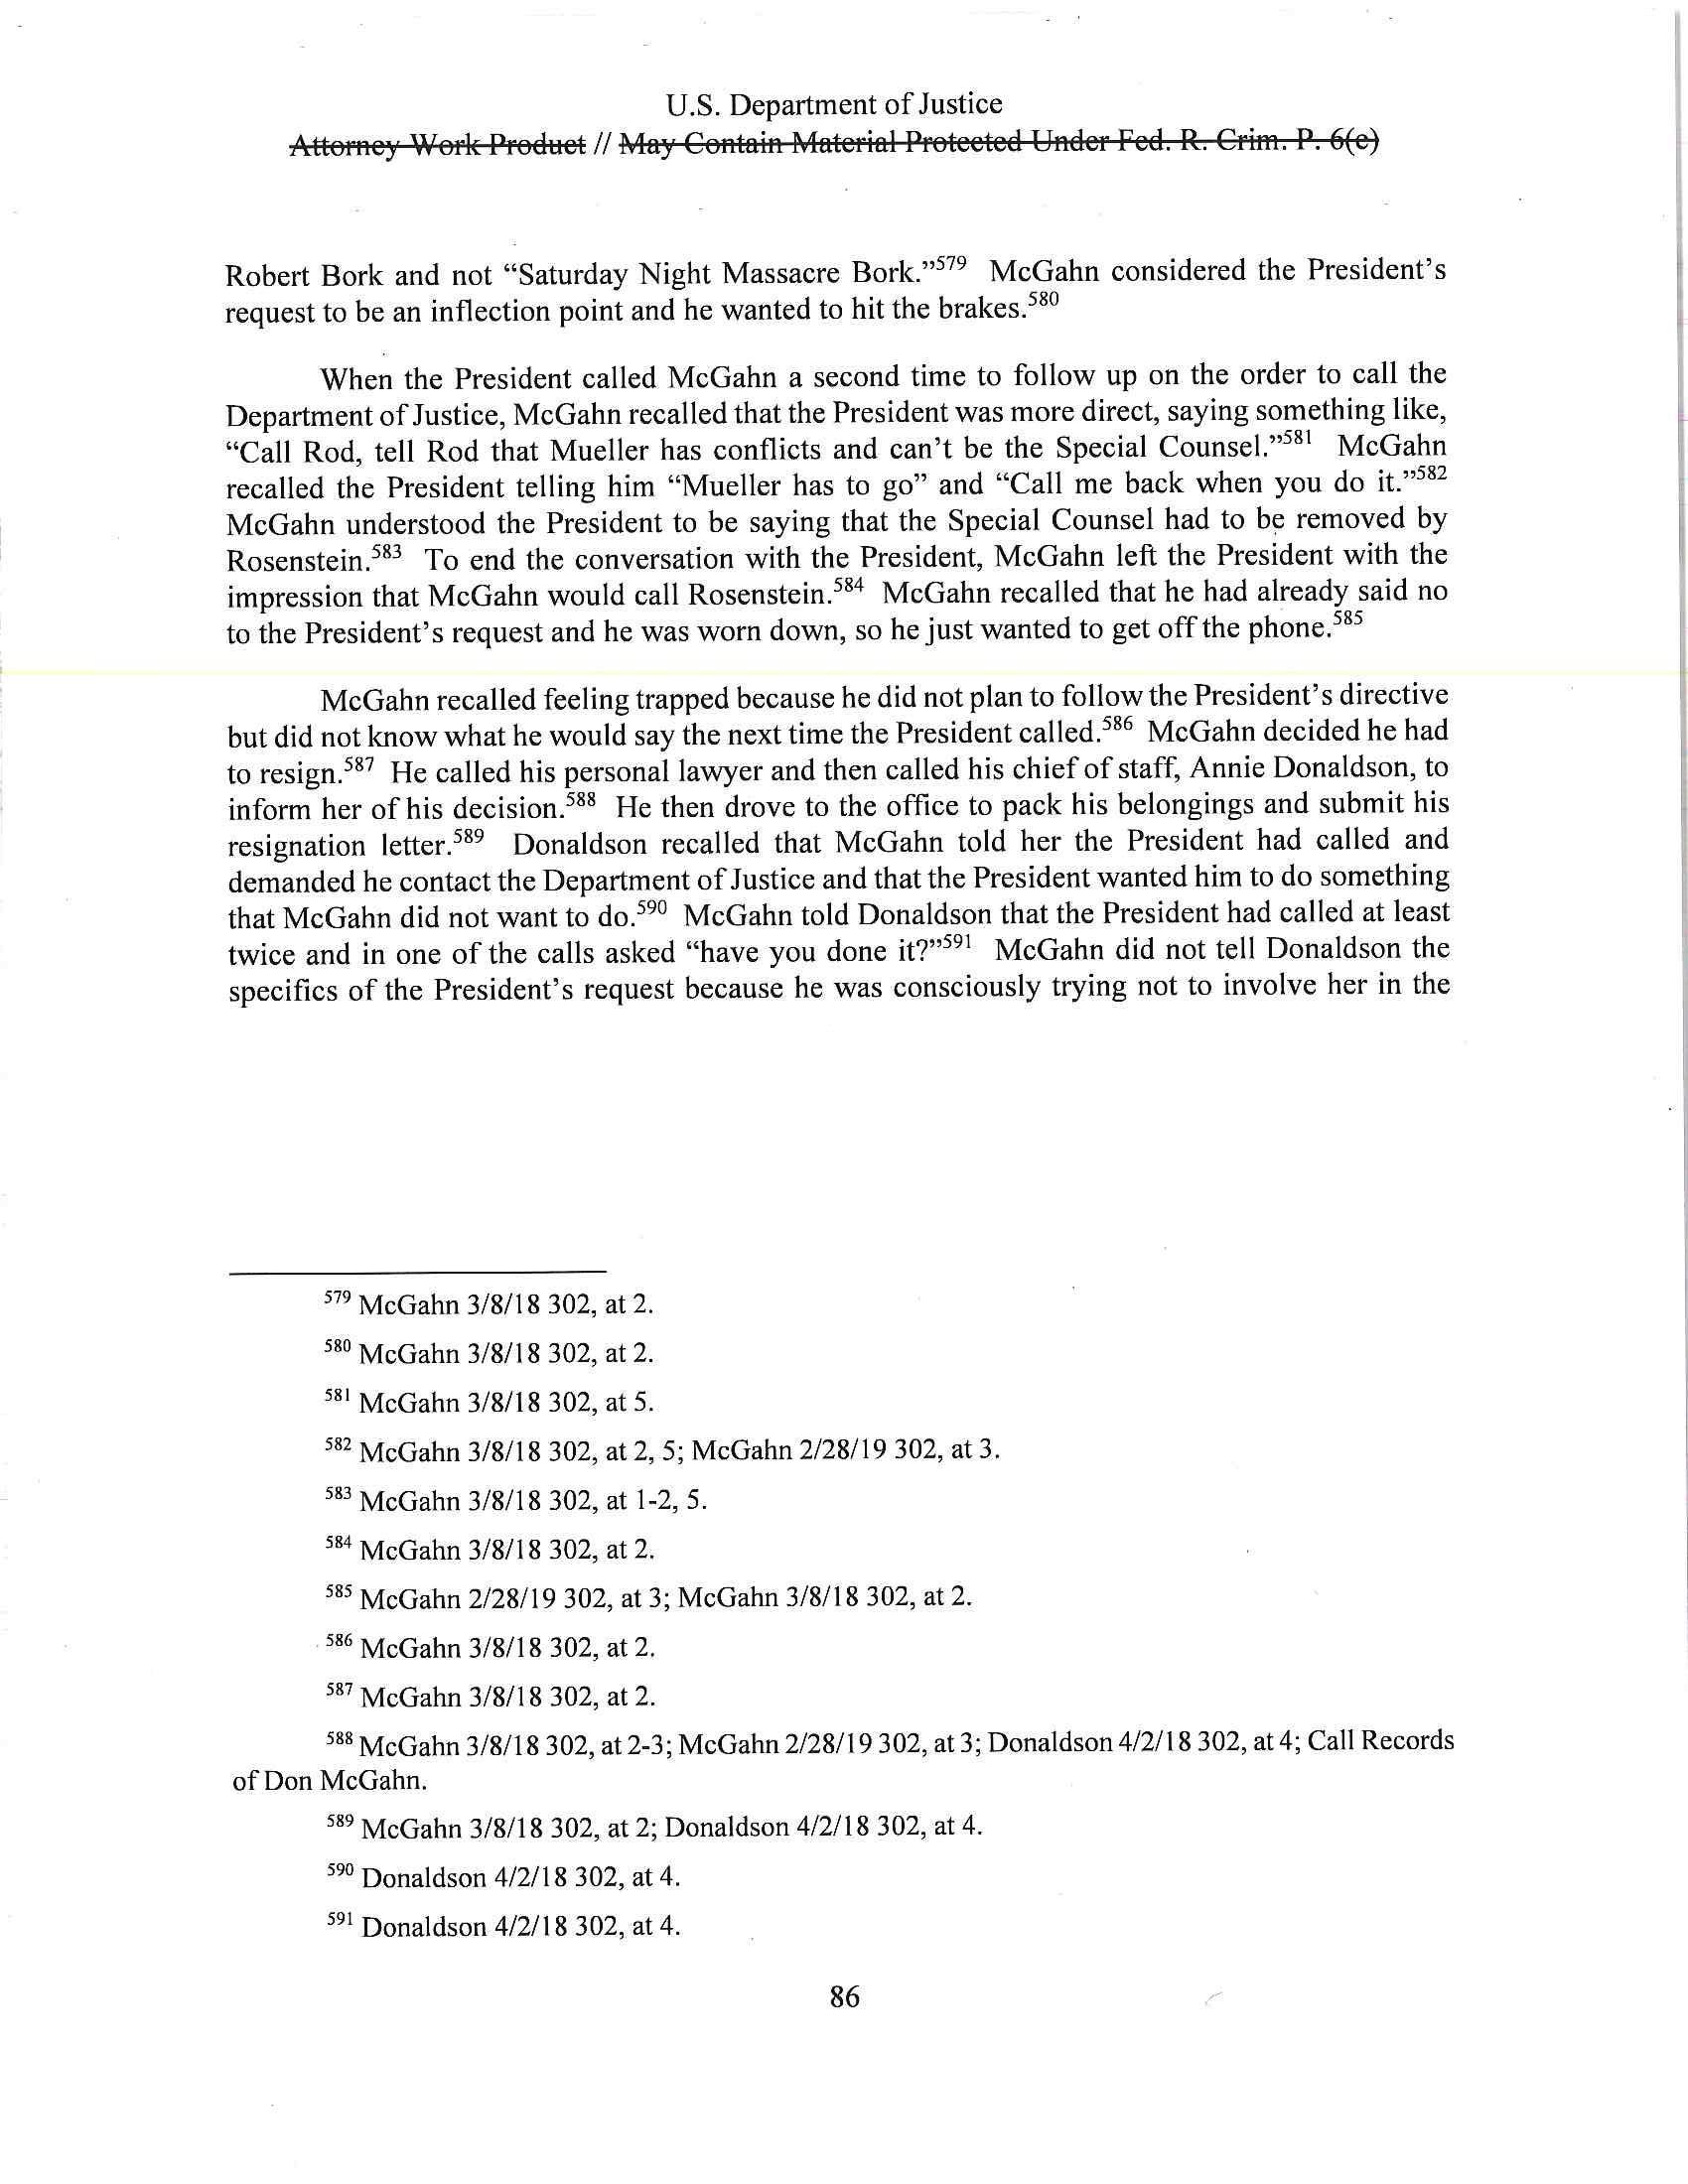 U.S. Department of Justice
Attorney Work Product // May Contain Material Protected Under Fed. R. Crim. P. 6(e)
Robert Bork and not “Saturday Night Massacre Bork.”579 McGahn considered the President’s
request to be an inflection point and he wanted to hit the brakes.580
When the President called McGahn a second time to follow up on the order to call the
Department of Justice, McGahn recalled that the President was more direct, saying something like,
“Call Rod, tell Rod that Mueller has conflicts and can’t be the Special Counsel.”581 McGahn
recalled the President telling him “Mueller has to go” and “Call me back when you do it.”582
McGahn understood the President to be saying that the Special Counsel had to be removed by
Rosenstein.583 To end the conversation with the President, McGahn left the President with the
impression that McGahn would call Rosenstein.584 McGahn recalled that he had already said no
to the President’s request and he was worn down, so he just wanted to get off the phone.585
McGahn recalled feeling trapped because he did not plan to follow the President’s directive
but did not know what he would say the next time the President called.586 McGahn decided he had
to resign.587 He called his personal lawyer and then called his chief of staff, Annie Donaldson, to
inform her of his decision.588 He then drove to the office to pack his belongings and submit his
resignation letter.589 Donaldson recalled that McGahn told her the President had called and
demanded he contact the Department of Justice and that the President wanted him to do something
that McGahn did not want to do.590 McGahn told Donaldson that the President had called at least
twice and in one of the calls asked “have you done it?”591 McGahn did not tell Donaldson the
specifics of the President’s request because he was consciously trying not to involve her in the
579 McGahn 3/8/18 302, at 2.
580 McGahn 3/8/18 302, at 2.
581 McGahn 3/8/18 302, at 5.
582 McGahn 3/8/18 302, at 2, 5; McGahn 2/28/19 302, at 3.
583 McGahn 3/8/18 302, at 1-2, 5.
584 McGahn 3/8/18 302, at 2.
585 McGahn 2/28/19 302, at 3; McGahn 3/8/18 302, at 2.
586 McGahn 3/8/18 302, at 2.
587 McGahn 3/8/18 302, at 2.
588 McGahn 3/8/18 302, at 2-3; McGahn 2/28/19 302, at 3; Donaldson 4/2/18 302, at 4; Call Records
of Don McGahn.
589 McGahn 3/8/18 302, at 2; Donaldson 4/2/18 302, at 4.
590 Donaldson 4/2/18 302, at 4.
591 Donaldson 4/2/18 302, at 4.
86